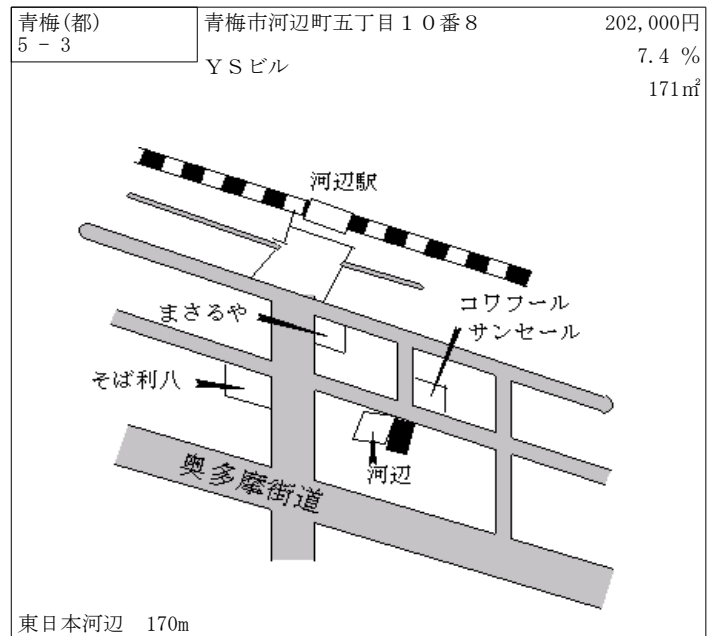 青梅(都)
5 － 3
青梅市河辺町五丁目１０番８
ＹＳビル
202,000円
7.4 %
171㎡
河辺駅
コワフール
サンセール
まさるや
そば利八
河辺
奥多摩街道
東日本河辺　170m